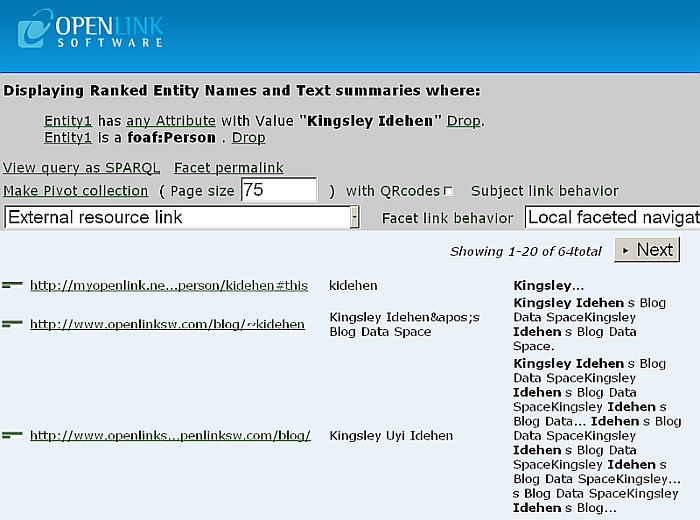 OPENLINK
SOFTWARE
Displaying Ranked Entity Names and Text summaries where:
Entity1 has any Attribute with Value "Kingsley Idehen" Drop.
Entity1 is a foaf:Person . Drop
View query as SPARQL Facet permalink
Make Pivot collection ( Page size 75 ) with QRcodes Subject link behavior
External resource link Facet link behavior Local faceted navigat
Showing 1-20 of 64total Next
http://myopenlink.ne...person/kidehen#this kidehen Kingsley...
Kingsley Idehen s Blog
http://www.openlinksw.com/blog/~kidehen Kingsley Idehen&apos;s Data SpaceKingsley
Blog Data Space Idehen s Blog Data
Space.
Kingsley Idehen s Blog
Data SpaceKingsley
Idehen s Blog Data
SpaceKingsley Idehen s
Blog Data... Idehen s Blog
http://www.openlinks...penlinksw.com/blog/ Kingsley Uyi Idehen Data SpaceKingsley
Idehen s Blog Data
SpaceKingsley Idehen s
Blog Data SpaceKingsley...
s Blog Data SpaceKingsley
Idehen s Blog...